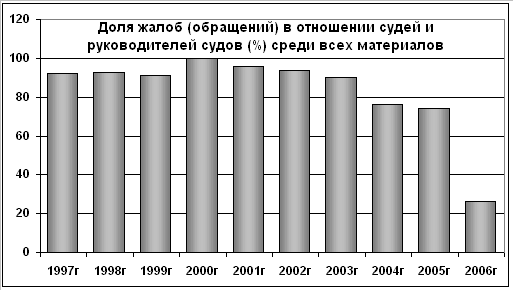 Доля жалоб (обращений) в отношении судей и
руководителей судов (%) среди всех материалов
120
100
80
60
40
20
0
1997г 1998г 1999г 2000г 2001г 2002г 2003г 2004г 2005г 2006г